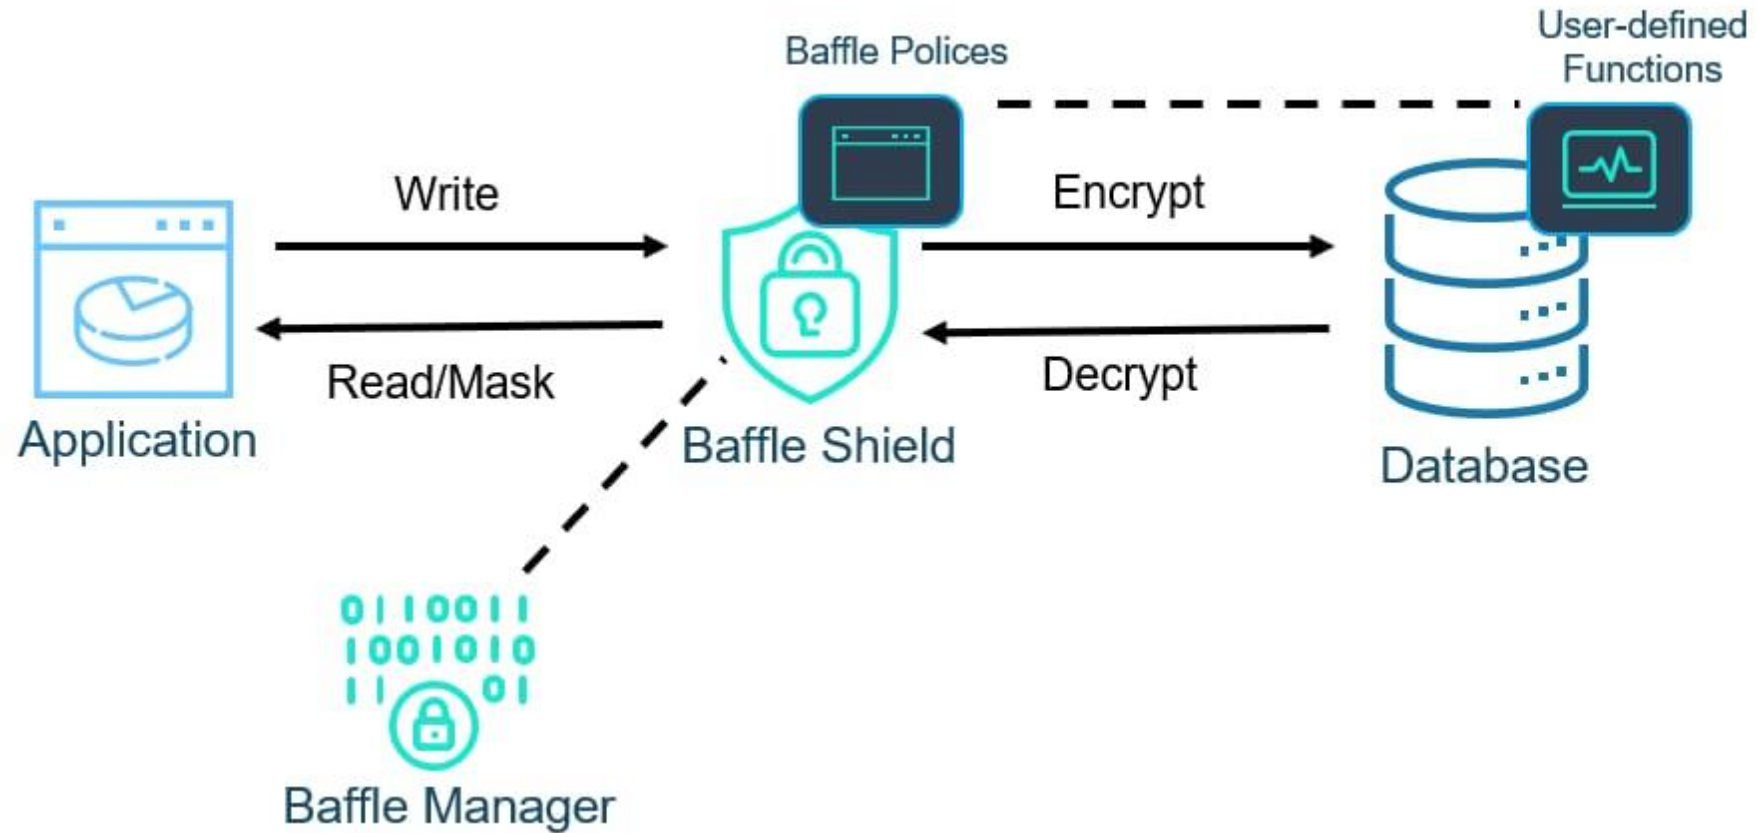 User-defined
Functions
Baffle Polices
Write
Encrypt
Read/Mask
Decrypt
Application
Baffle Shield
Database
0110011
1001010
11 01
Baffle Manager